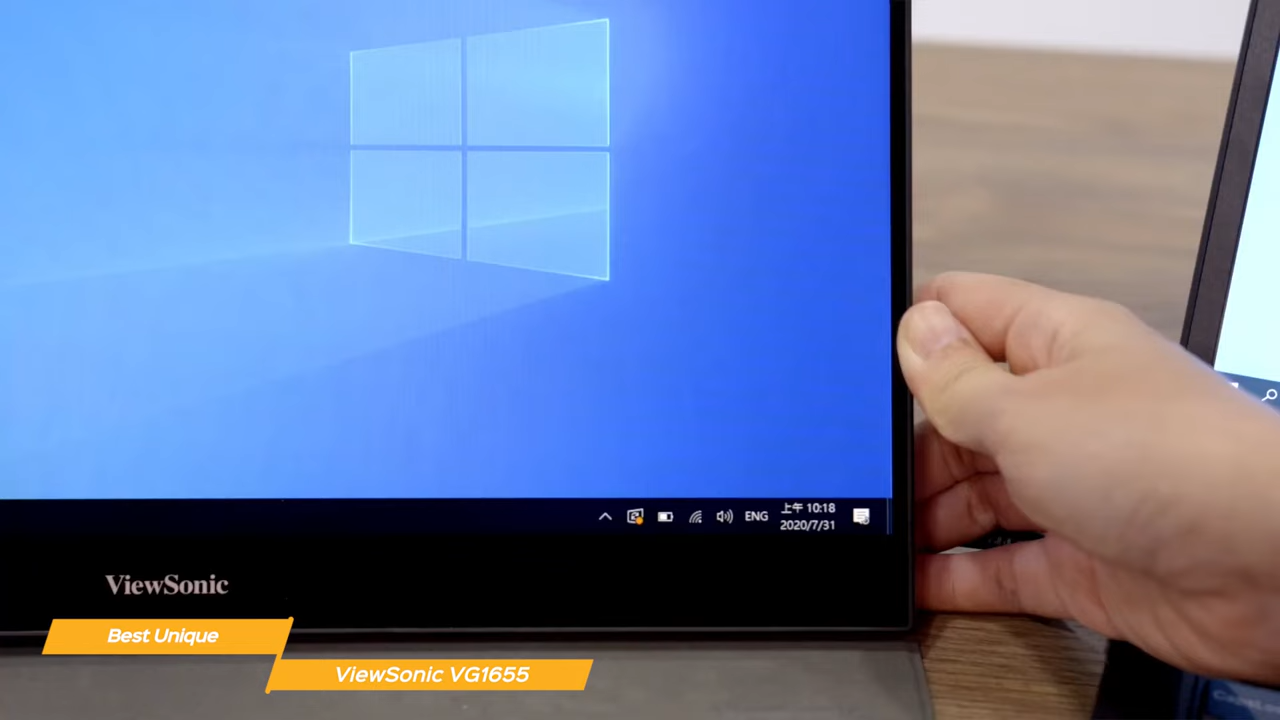 ENG
上午 10:18
2020/7/31
ViewSonic
Best Unique
ViewSonic VG1655